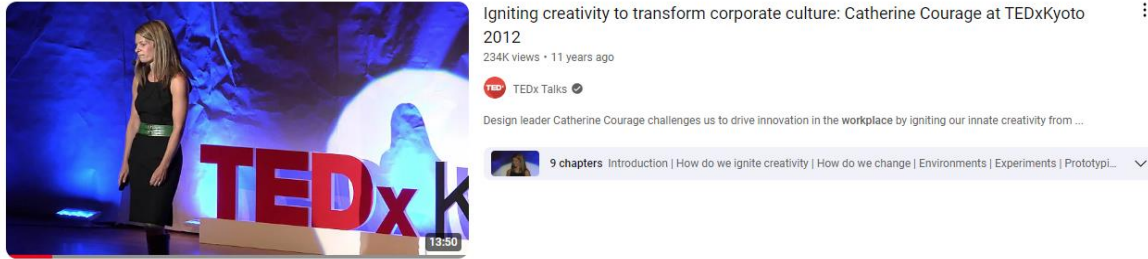 TEDx K
13:50
Igniting creativity to transform corporate culture: Catherine Courage at TEDxKyoto
2012
234K views • 11 years ago
TED TEDx Talks
Design leader Catherine Courage challenges us to drive innovation in the workplace by igniting our innate creativity from ...
9 chapters Introduction | How do we ignite creativity | How do we change | Environments | Experiments | Prototypi...